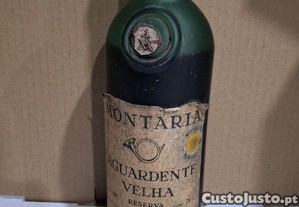 MONTARIA
AGUARDENTE
VELHA
RESERVA
CustoJusto.pt